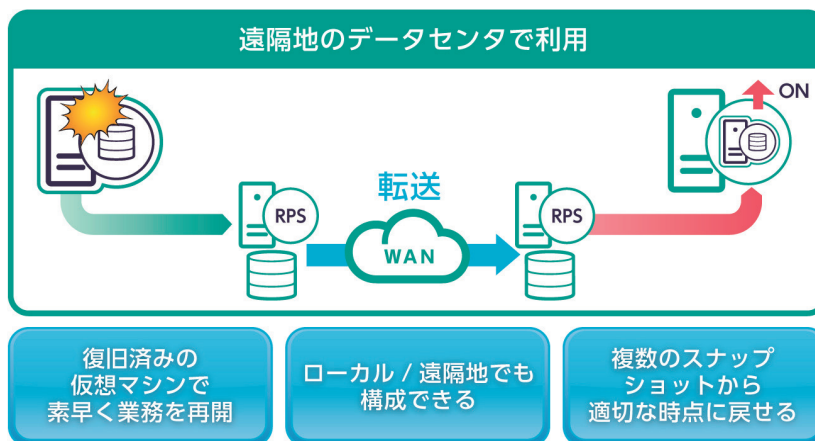 遠隔地のデータセンタで利用
ON
転送
RPS
WAN
RPS
復旧済みの
仮想マシンで
素早く業務を再開
ローカル / 遠隔地でも
構成できる
複数のスナップ
ショットから
適切な時点に戻せる